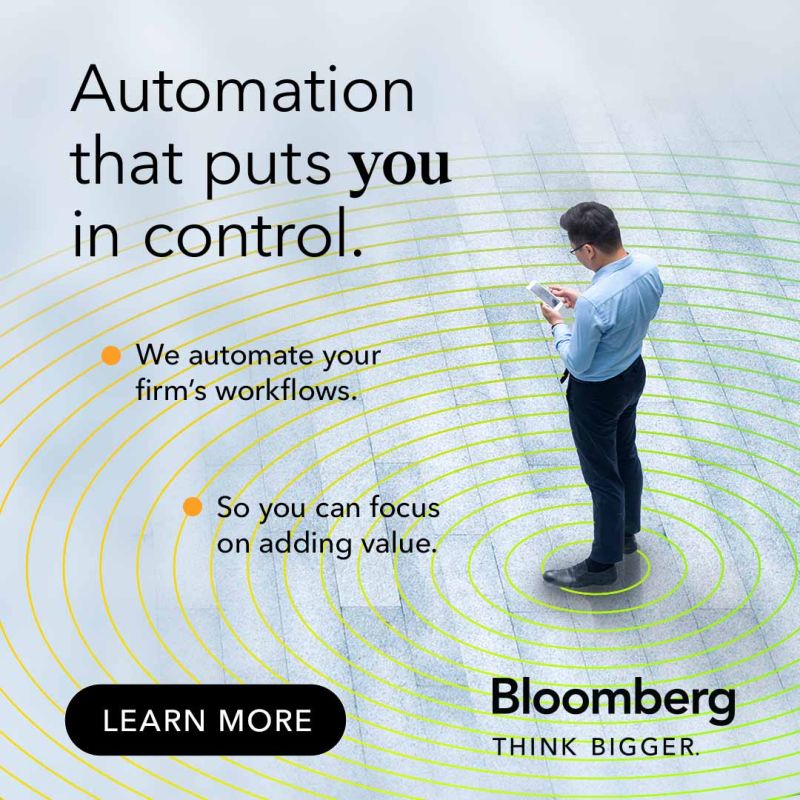 Automation
that puts you
in control.
We automate your
firm's workflows.
So you can focus
on adding value.
LEARN MORE
Bloomberg
THINK BIGGER.